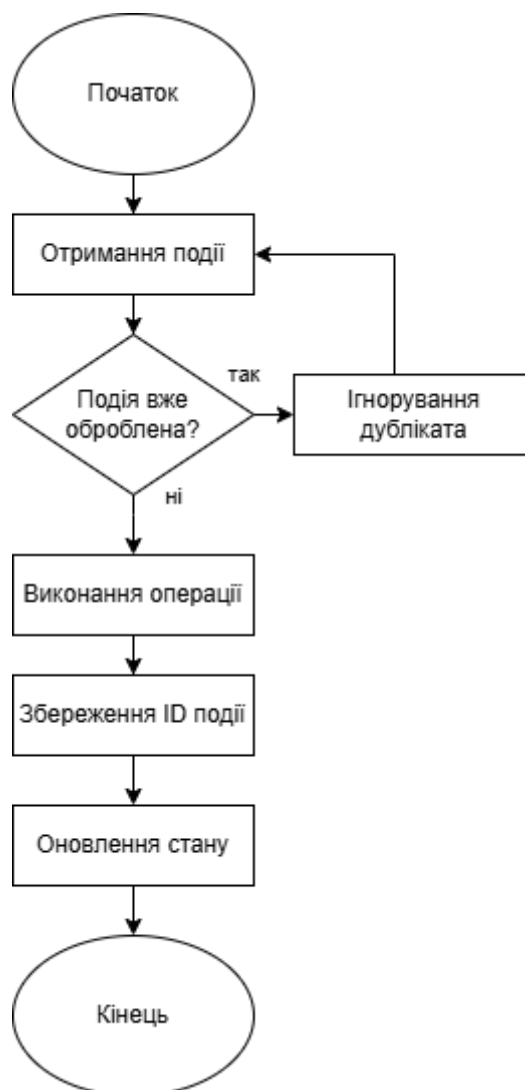 Початок
Отримання події
так
Подія вже
оброблена?
Ігнорування
дубліката
ні
Виконання операції
Збереження ID події
Оновлення стану
Кінець